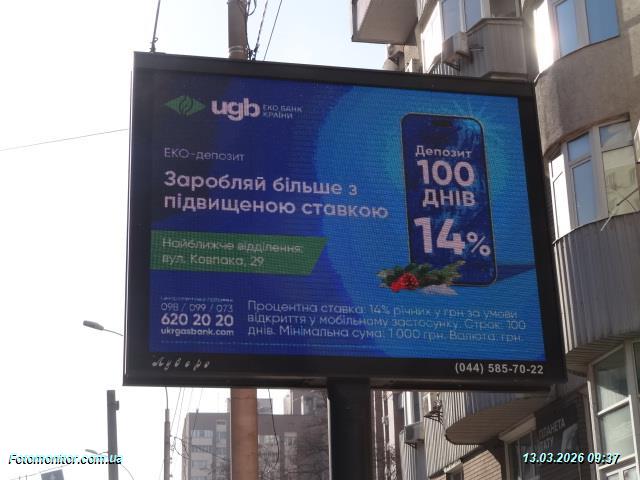 ugb ЕКО БАНК
КРАЇНИ
ЕКО-депозит
Заробляй більше з
підвищеною ставкою
Найближче відділення:
вул. Ковпака, 29
098 / 099 / 073
620 20 20
ukrgasbank.com
Депозит
100
ДНІВ
14%
Процентна ставка: 14% річних у грн за умови
відкриття у мобільному застосунку. Строк: 100
днів. Мінімальна сума: 1 000 грн. Валюта: грн.
Луверс
(044) 585-70-22
ПЛАНЕТА
Fotomonitor.com.ua
13.03.2026 09:37